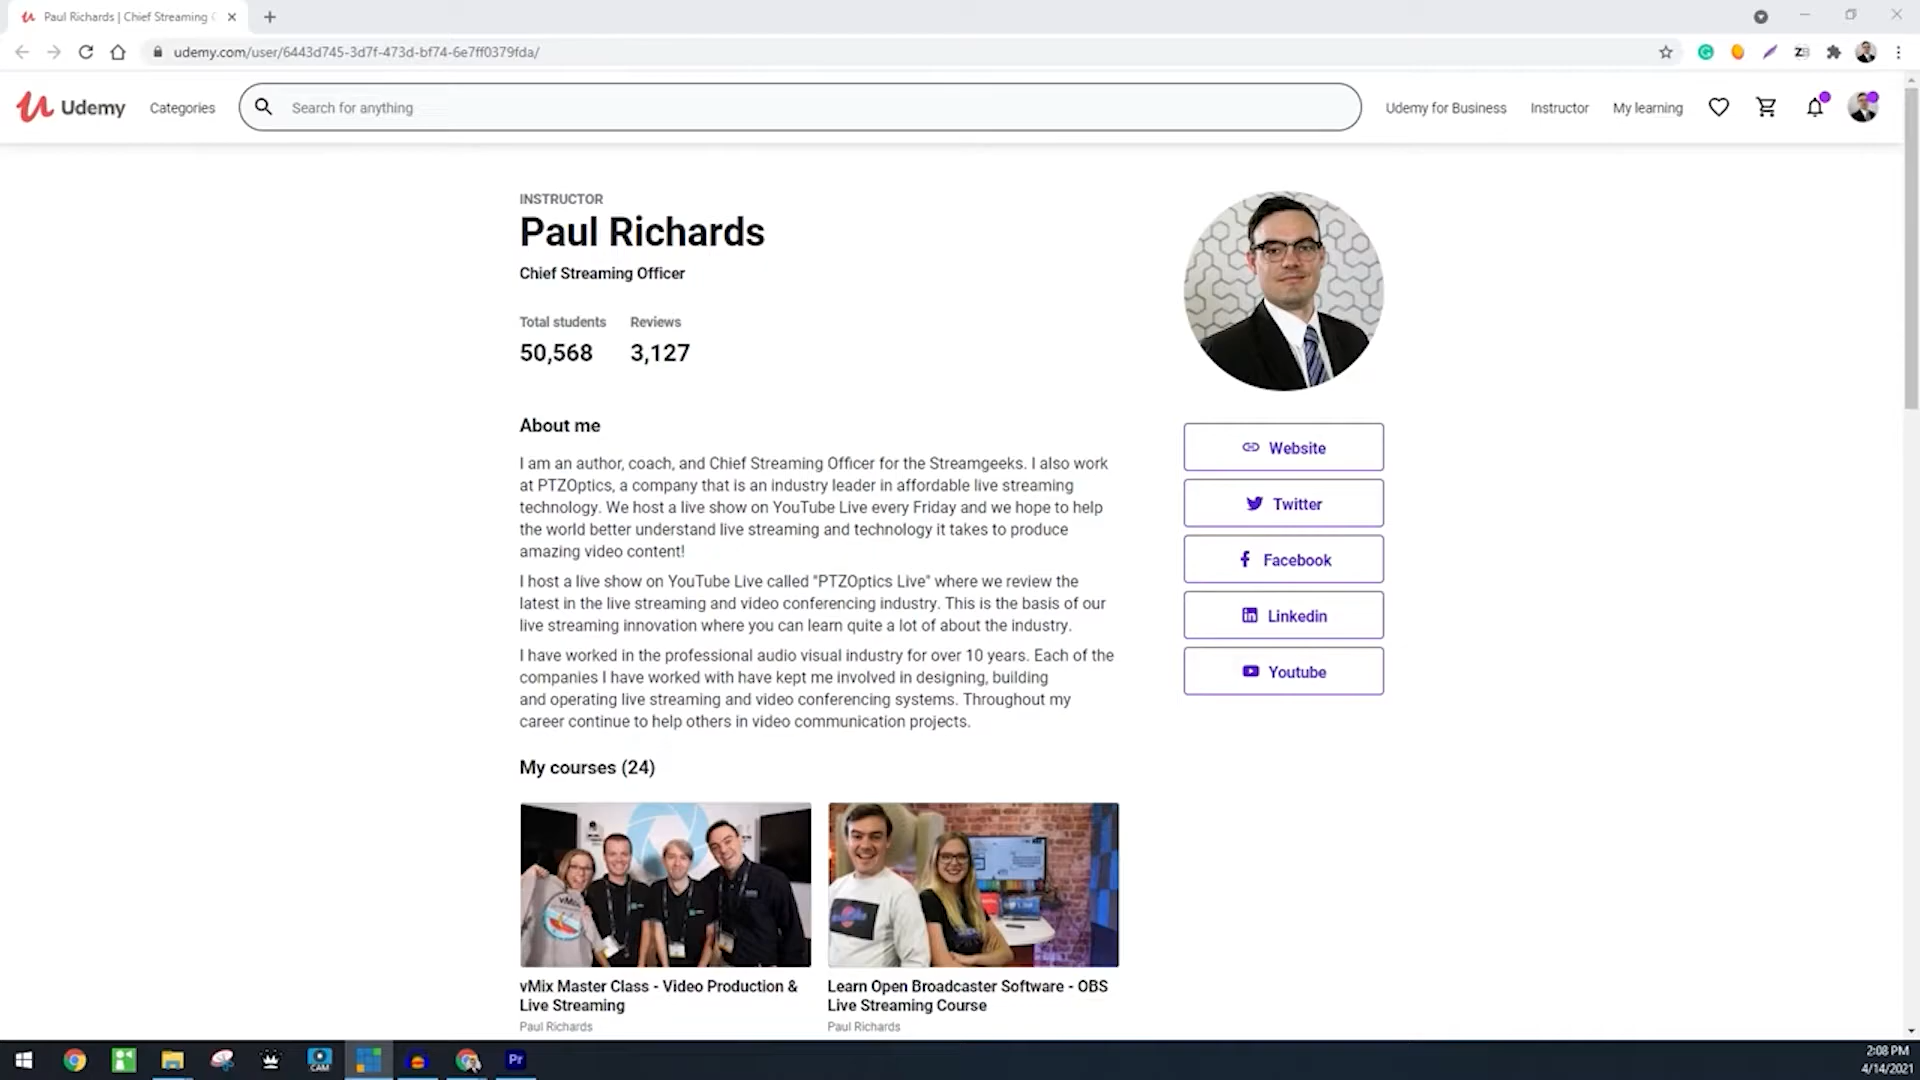 Paul Richards | Chief Streaming
udemy.com/user/6443d745-3d7f-473d-bf74-6e7ff0379fda/
Udemy
Categories
Search for anything
Udemy for Business
Instructor
My learning
INSTRUCTOR
Paul Richards
Chief Streaming Officer
Total students Reviews
50,568 3,127
About me
I am an author, coach, and Chief Streaming Officer for the Streamgeeks. I also work
at PTZOptics, a company that is an industry leader in affordable live streaming
technology. We host a live show on YouTube Live every Friday and we hope to help
the world better understand live streaming and technology it takes to produce
amazing video content!
I host a live show on YouTube Live called "PTZOptics Live" where we review the
latest in the live streaming and video conferencing industry. This is the basis of our
live streaming innovation where you can learn quite a lot of about the industry.
I have worked in the professional audio visual industry for over 10 years. Each of the
companies I have worked with have kept me involved in designing, building
and operating live streaming and video conferencing systems. Throughout my
career continue to help others in video communication projects.
Website
Twitter
Facebook
Linkedin
Youtube
My courses (24)
vMix
vMix Master Class - Video Production &
Live Streaming
Paul Richards
Learn Open Broadcaster Software - OBS
Live Streaming Course
Paul Richards
CAM
Pr
2:08 PM
4/14/2021